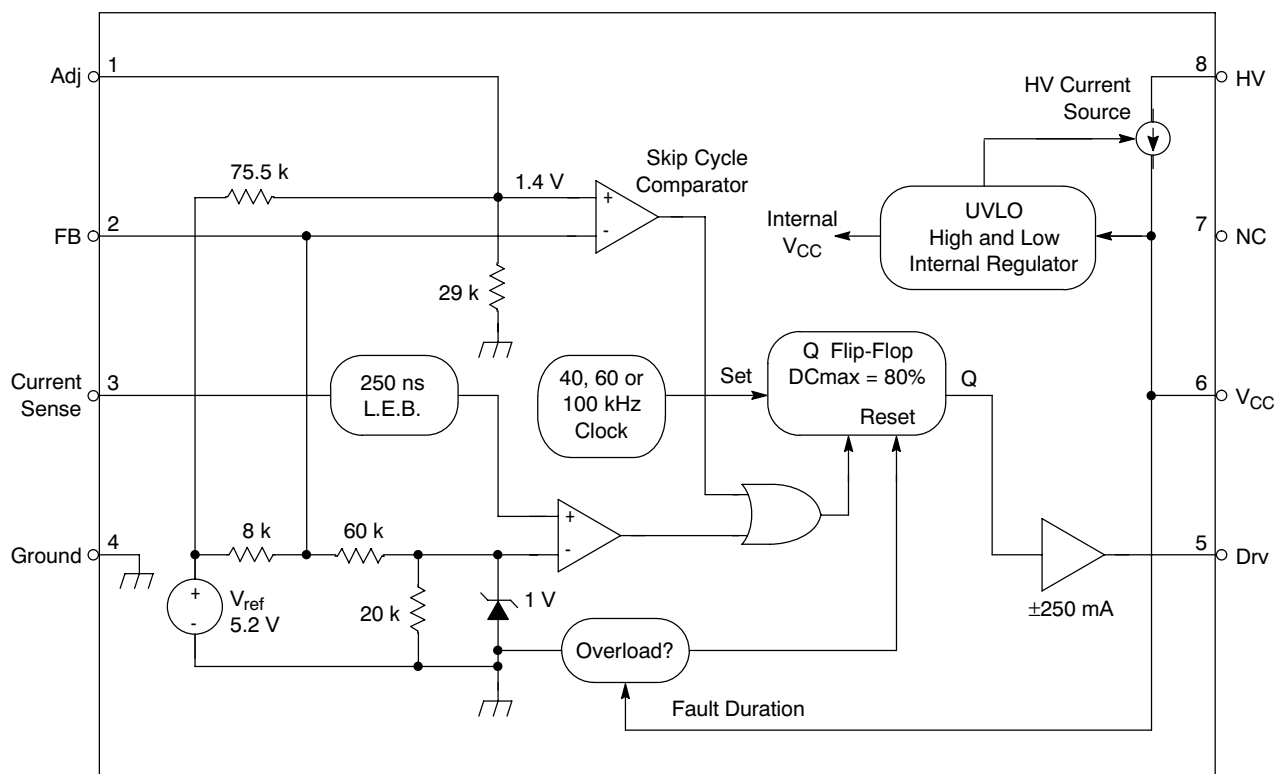 1
Adj
8
HV
HV Current
Source
75.5 k
1.4 V
Skip Cycle
Comparator
+
-
2
FB
Internal
VCC
UVLO
High and Low
Internal Regulator
7
NC
29 k
Current
Sense
3
250 ns
L.E.B.
40, 60 or
100 kHz
Clock
Set
Q Flip-Flop
DCmax = 80%
Reset
Q
6
VCC
8 k
60 k
+
-
Ground
4
+
-
Vref
5.2 V
20 k
1 V
Overload?
±250 mA
5
Drv
Fault Duration